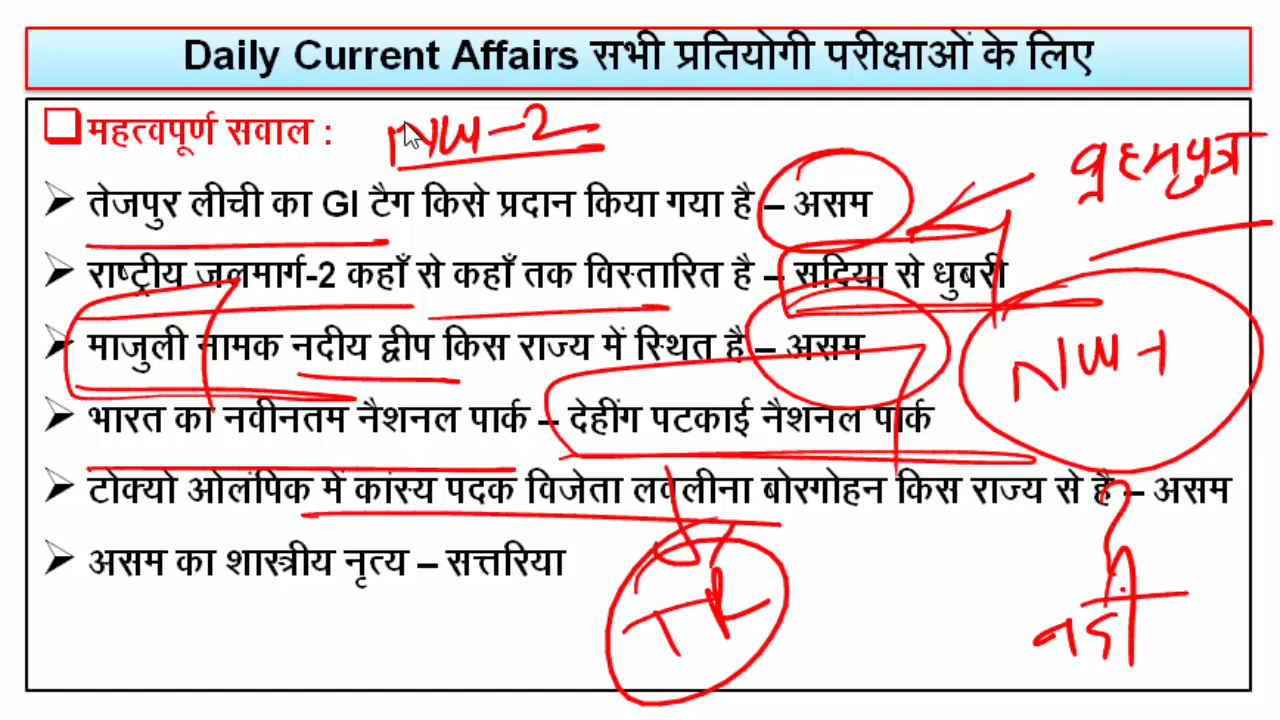 Daily Current Affairs सभी प्रतियोगी परीक्षाओं के लिए
महत्वपूर्ण सवाल :
NW-2
ब्रह्मपुत्र
तेजपुर लीची का GI टैग किसे प्रदान किया गया है – असम
राष्ट्रीय जलमार्ग-2 कहाँ से कहाँ तक विस्तारित है – सदिया से धुबरी
माजुली नामक नदीय द्वीप किस राज्य में स्थित है – असम
NW-1
भारत का नवीनतम नैशनल पार्क – देहींग पटकाई नैशनल पार्क
टोक्यो ओलंपिक में कांस्य पदक विजेता लवलीना बोरगोहन किस राज्य से है – असम
असम का शास्त्रीय नृत्य – सत्तरिया
TR
नदी